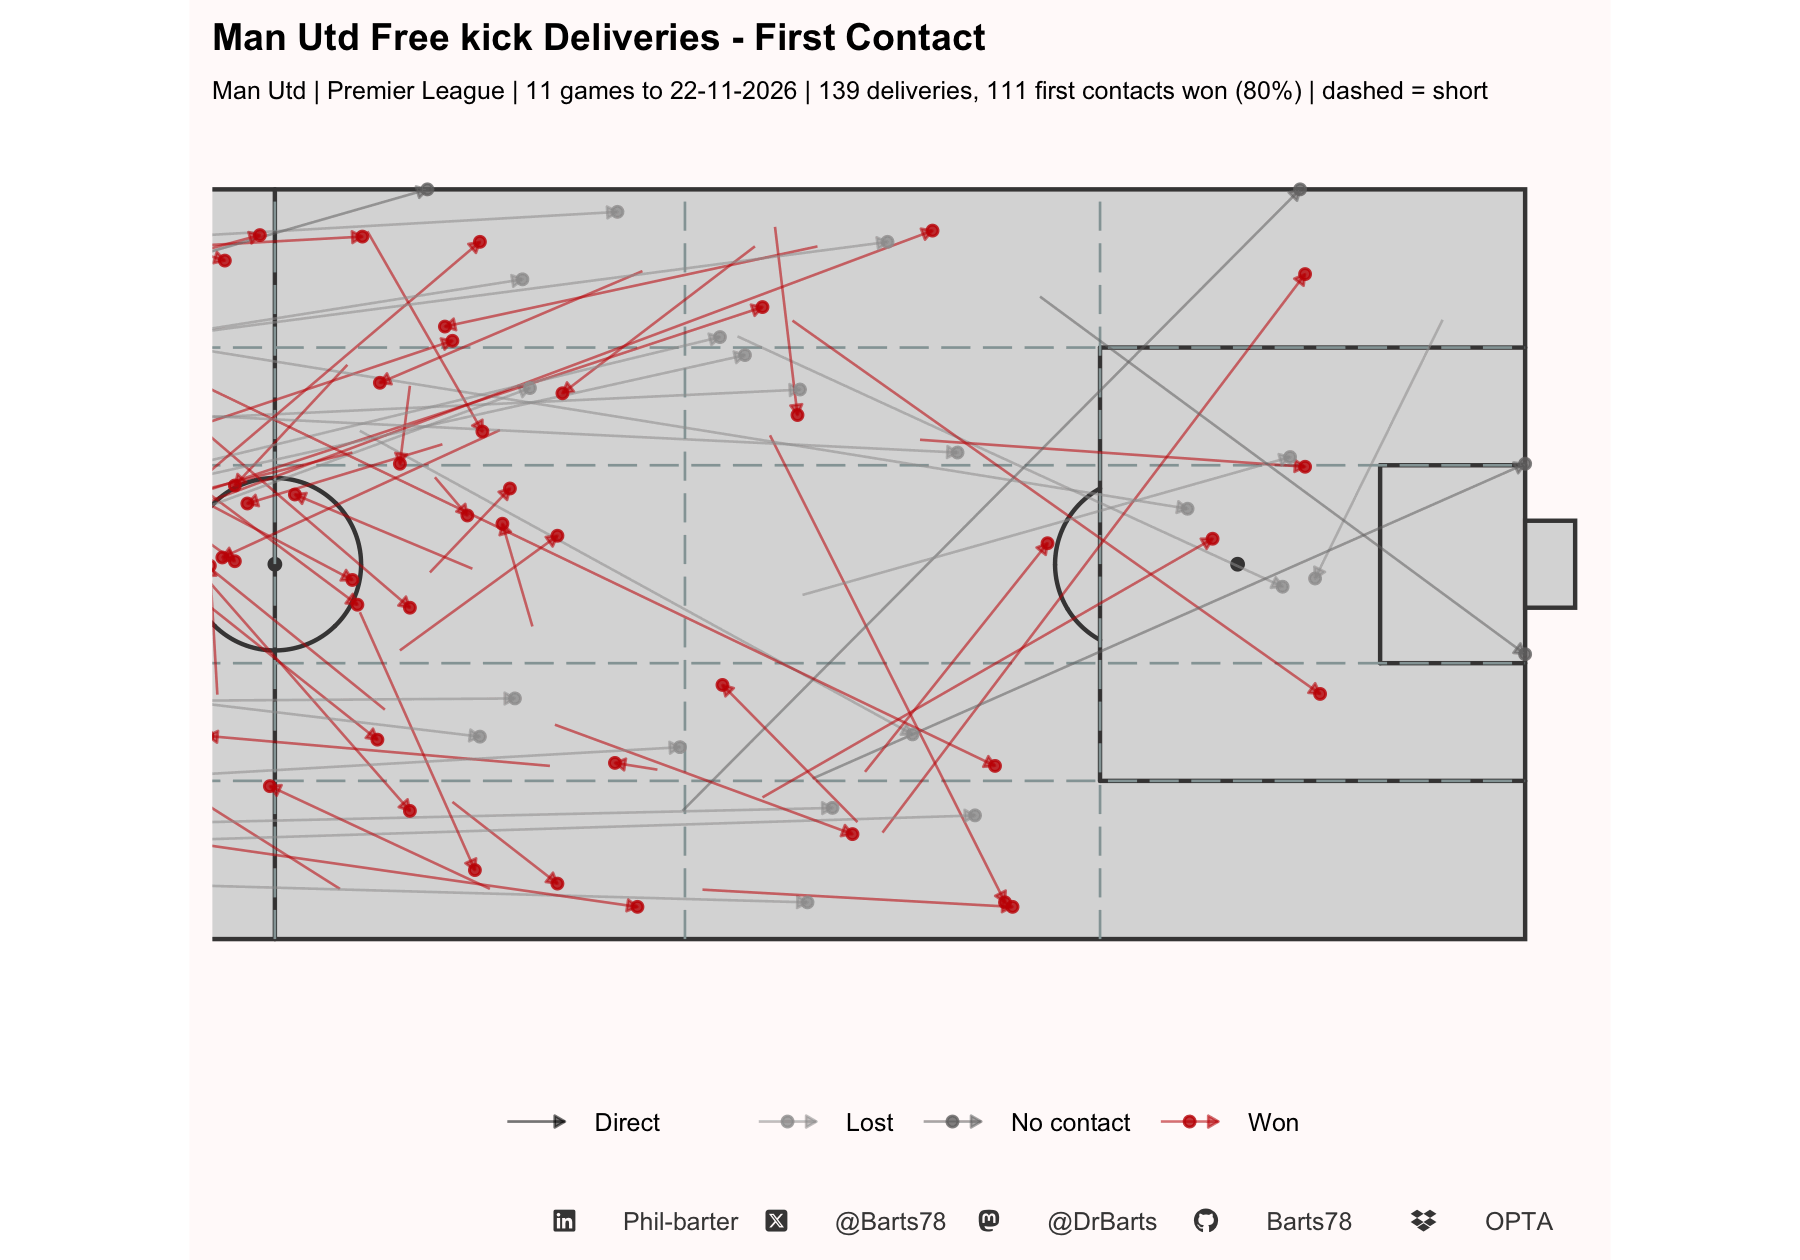 Man Utd Free kick Deliveries - First Contact
Man Utd | Premier League | 11 games to 22-11-2026 | 139 deliveries, 111 first contacts won (80%) | dashed = short
Direct Lost No contact Won
Phil-barter @Barts78 @DrBarts Barts78 OPTA